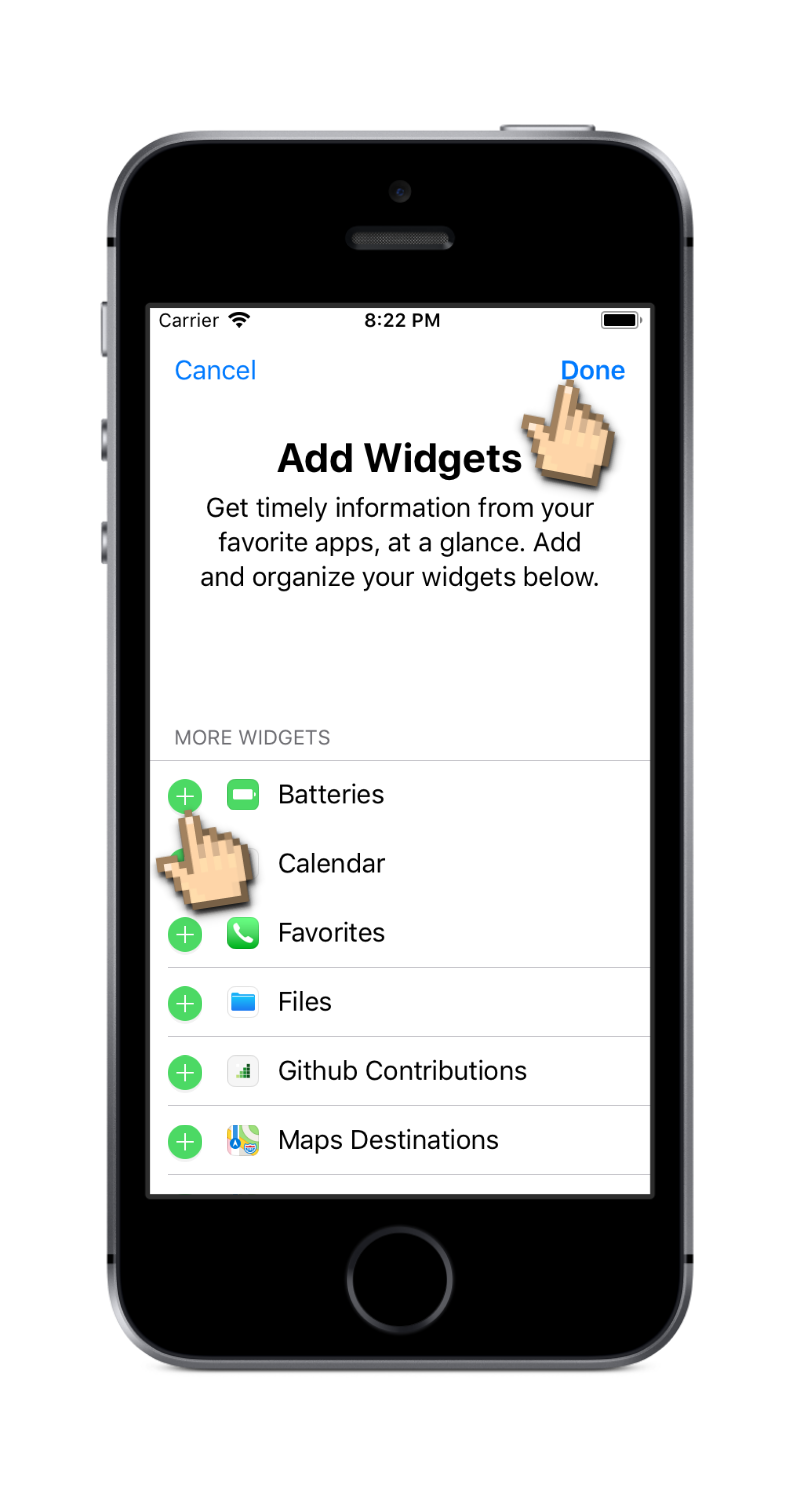 Carrier 8:22 PM
Cancel Done
Add Widgets
Get timely information from your
favorite apps, at a glance. Add
and organize your widgets below.
MORE WIDGETS
Batteries
Calendar
Favorites
Files
Github Contributions
Maps Destinations